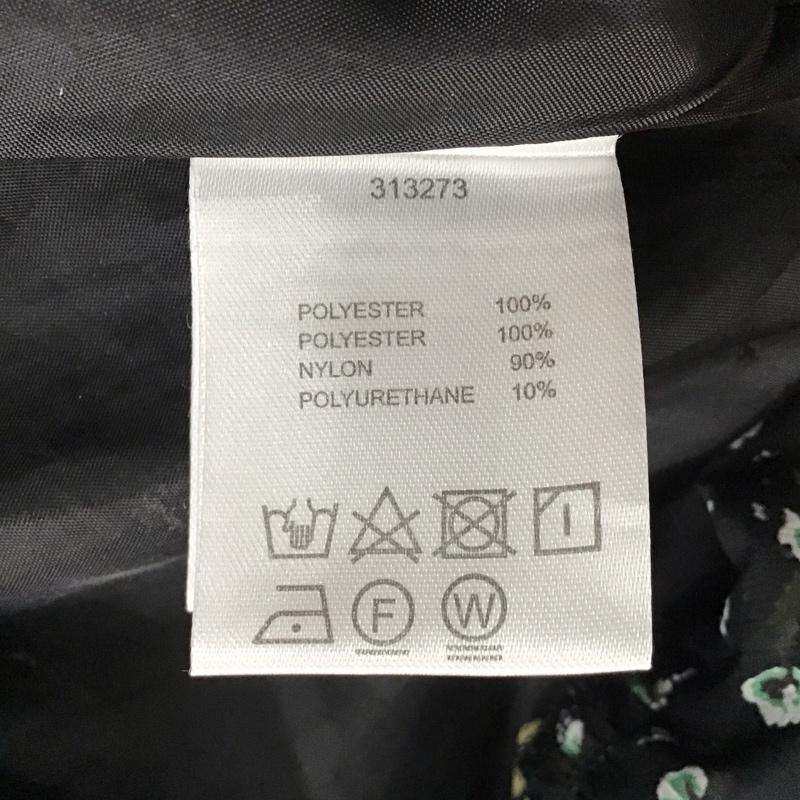 313273
POLYESTER 100%
POLYESTER 100%
NYLON 90%
POLYURETHANE 10%
F
W